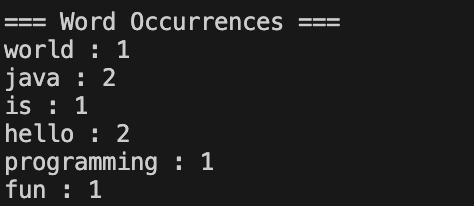 === Word Occurrences ===
world : 1
java : 2
is : 1
hello : 2
programming : 1
fun : 1